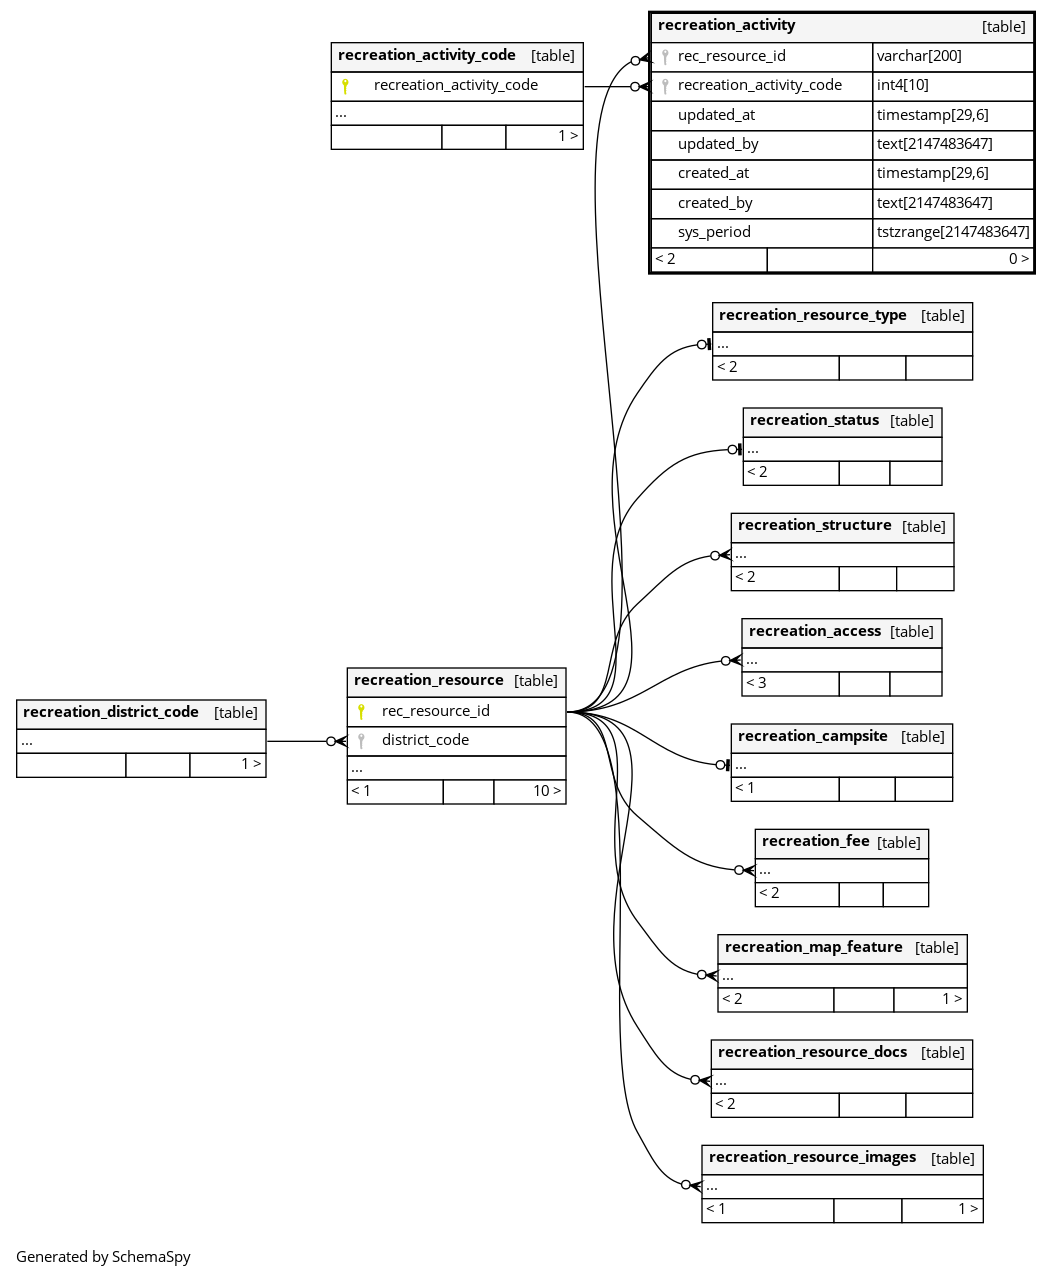 recreation_activity [table]
rec_resource_id varchar[200]
recreation_activity_code int4[10]
updated_at timestamp[29,6]
updated_by text[2147483647]
created_at timestamp[29,6]
created_by text[2147483647]
sys_period tstzrange[2147483647]
< 2 0 >
recreation_activity_code [table]
recreation_activity_code
...
1 >
recreation_resource_type [table]
...
< 2
recreation_status [table]
...
< 2
recreation_structure [table]
...
< 2
recreation_access [table]
...
< 3
recreation_resource [table]
rec_resource_id
district_code
...
< 1 10 >
recreation_district_code [table]
...
1 >
recreation_campsite [table]
...
< 1
recreation_fee [table]
...
< 2
recreation_map_feature [table]
...
< 2 1 >
recreation_resource_docs [table]
...
< 2
recreation_resource_images [table]
...
< 1 1 >
Generated by SchemaSpy